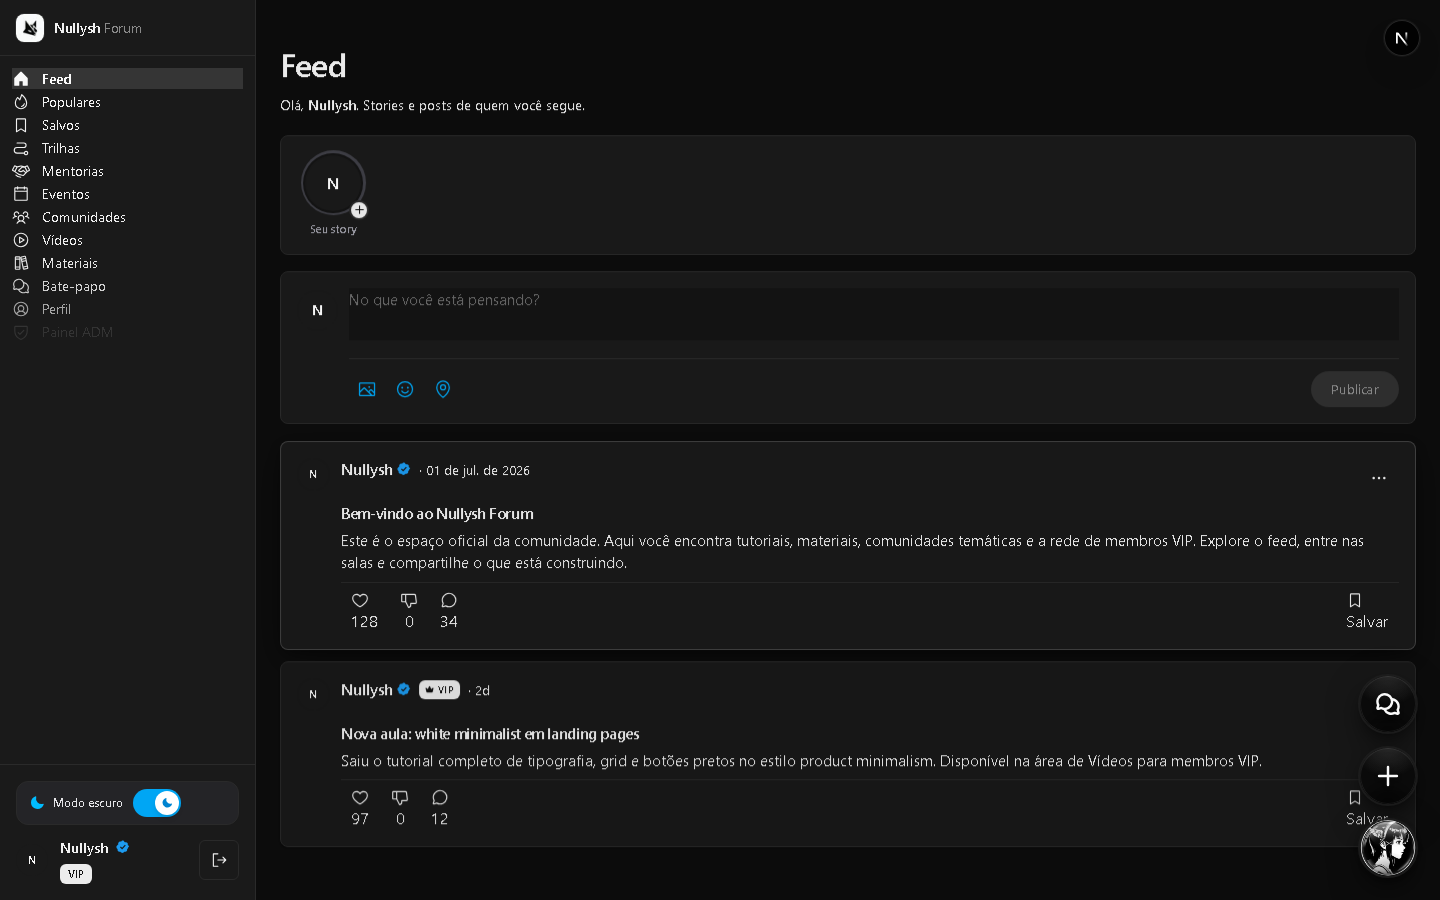 Nullysh Forum
Feed
Populares
Salvos
Trilhas
Mentorias
Eventos
Comunidades
Vídeos
Materiais
Bate-papo
Perfil
Painel ADM
Modo escuro
N
Nullysh
VIP
N
Feed
Olá, Nullysh. Stories e posts de quem você segue.
N
Seu story
N
No que você está pensando?
Publicar
N
Nullysh · 01 de jul. de 2026
Bem-vindo ao Nullysh Forum
Este é o espaço oficial da comunidade. Aqui você encontra tutoriais, materiais, comunidades temáticas e a rede de membros VIP. Explore o feed, entre nas
salas e compartilhe o que está construindo.
128 0 34 Salvar
N
Nullysh VIP · 2d
Nova aula: white minimalist em landing pages
Saiu o tutorial completo de tipografia, grid e botões pretos no estilo product minimalism. Disponível na área de Vídeos para membros VIP.
97 0 12 Salvar